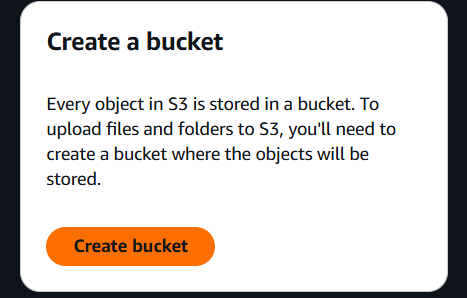 Create a bucket
Every object in S3 is stored in a bucket. To
upload files and folders to S3, you'll need to
create a bucket where the objects will be
stored.
Create bucket